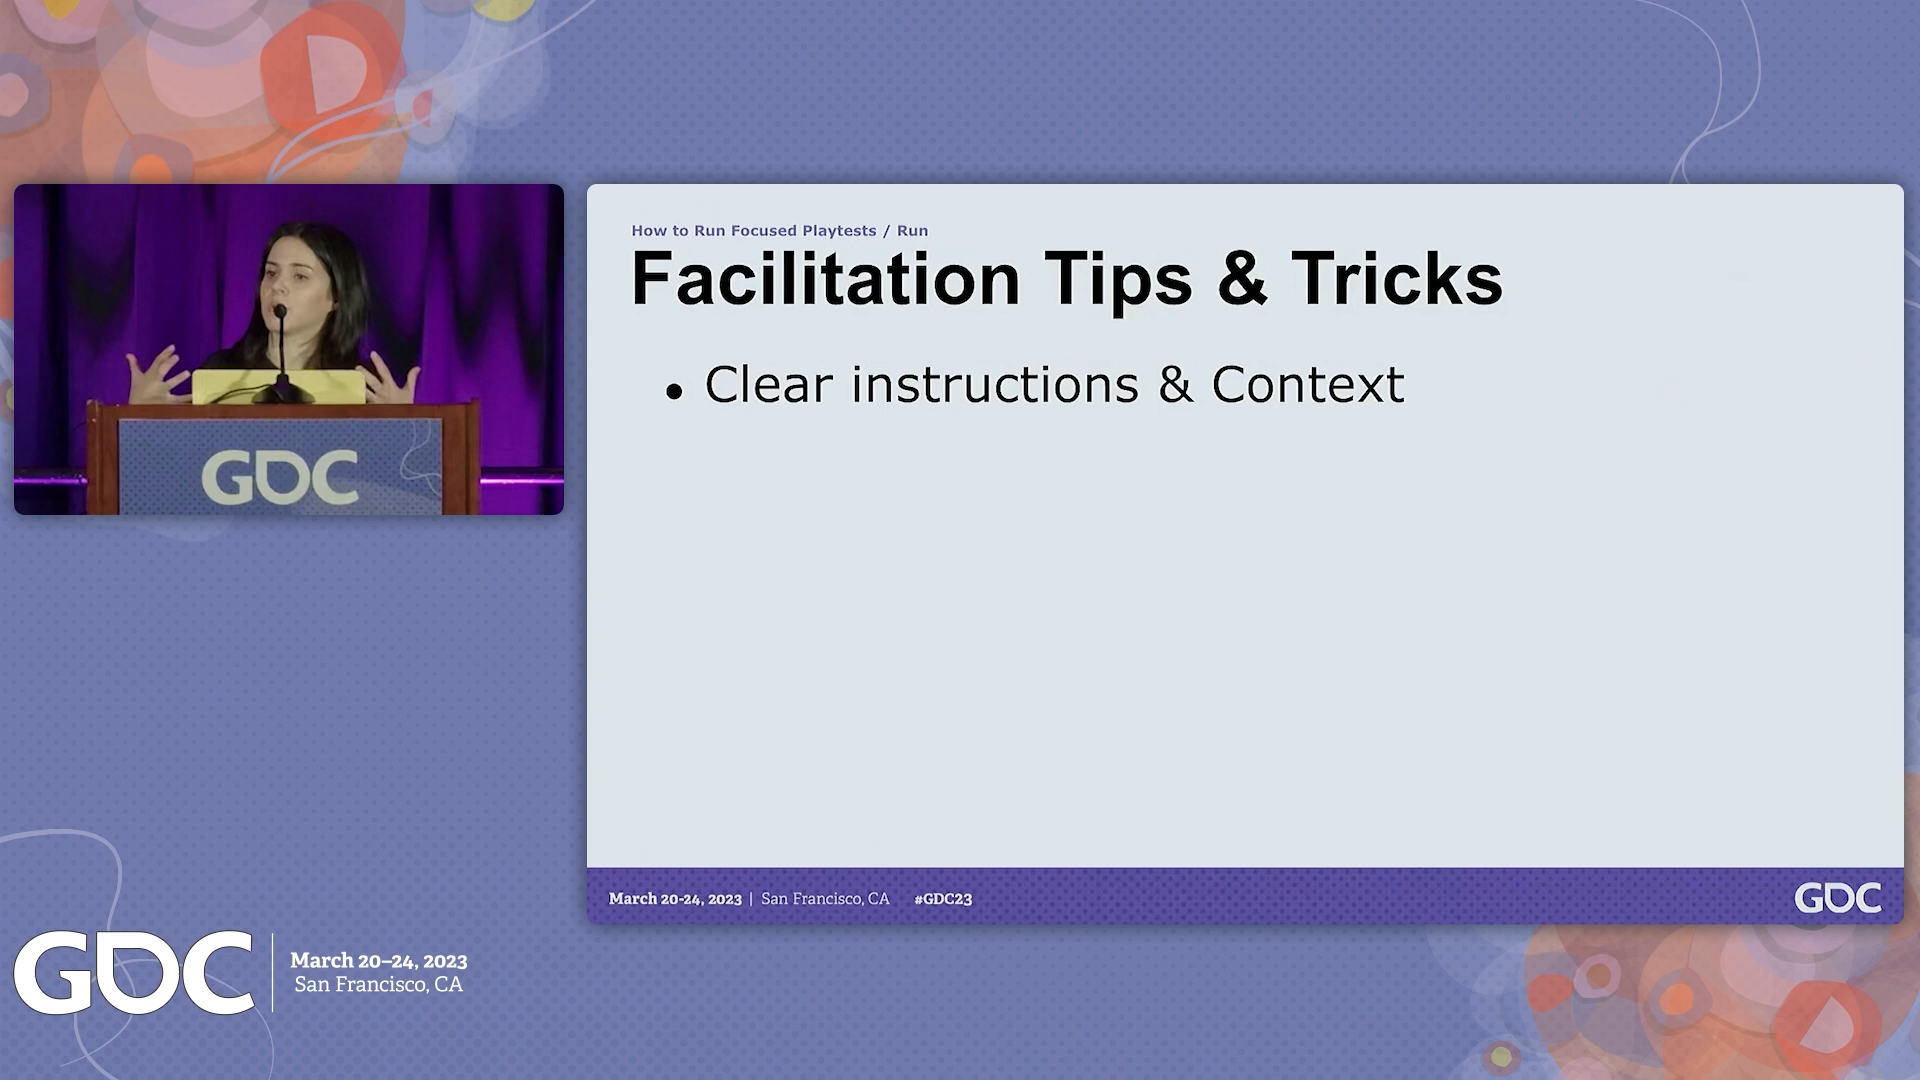 How to Run Focused Playtests / Run
Facilitation Tips & Tricks
• Clear instructions & Context
GDC
March 20-24, 2023 | San Francisco, CA #GDC23
GDC
GDC
March 20–24, 2023
San Francisco, CA